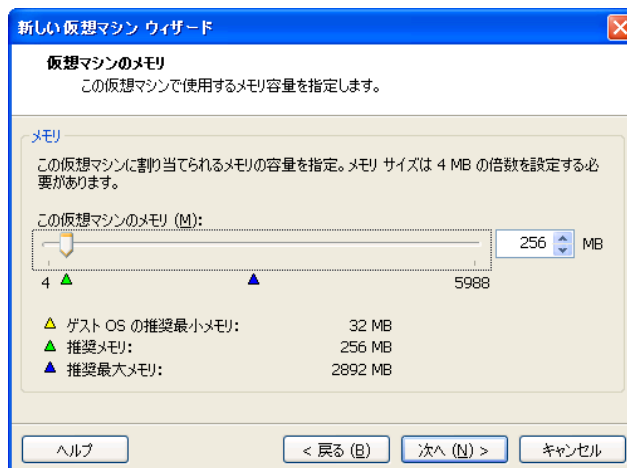 新しい仮想マシン ウィザード
仮想マシンのメモリ
この仮想マシンで使用するメモリ容量を指定します。
メモリ
この仮想マシンに割り当てられるメモリの容量を指定。メモリ サイズは 4 MB の倍数を設定する必
要があります。
この仮想マシンのメモリ (M):
256 MB
4 5988
ゲスト OS の推奨最小メモリ: 32 MB
推奨メモリ: 256 MB
推奨最大メモリ: 2892 MB
ヘルプ < 戻る (B) 次へ (N) > キャンセル